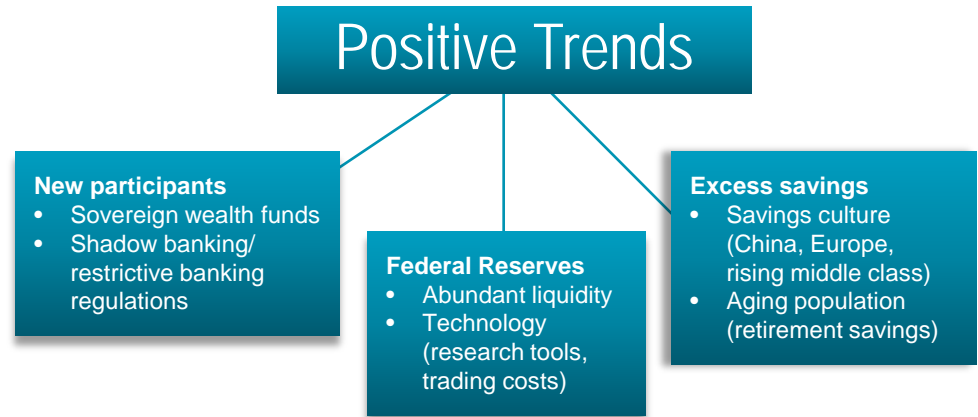 Positive Trends
New participants
• Sovereign wealth funds
• Shadow banking/
restrictive banking
regulations
Federal Reserves
• Abundant liquidity
• Technology
(research tools,
trading costs)
Excess savings
• Savings culture
(China, Europe,
rising middle class)
• Aging population
(retirement savings)